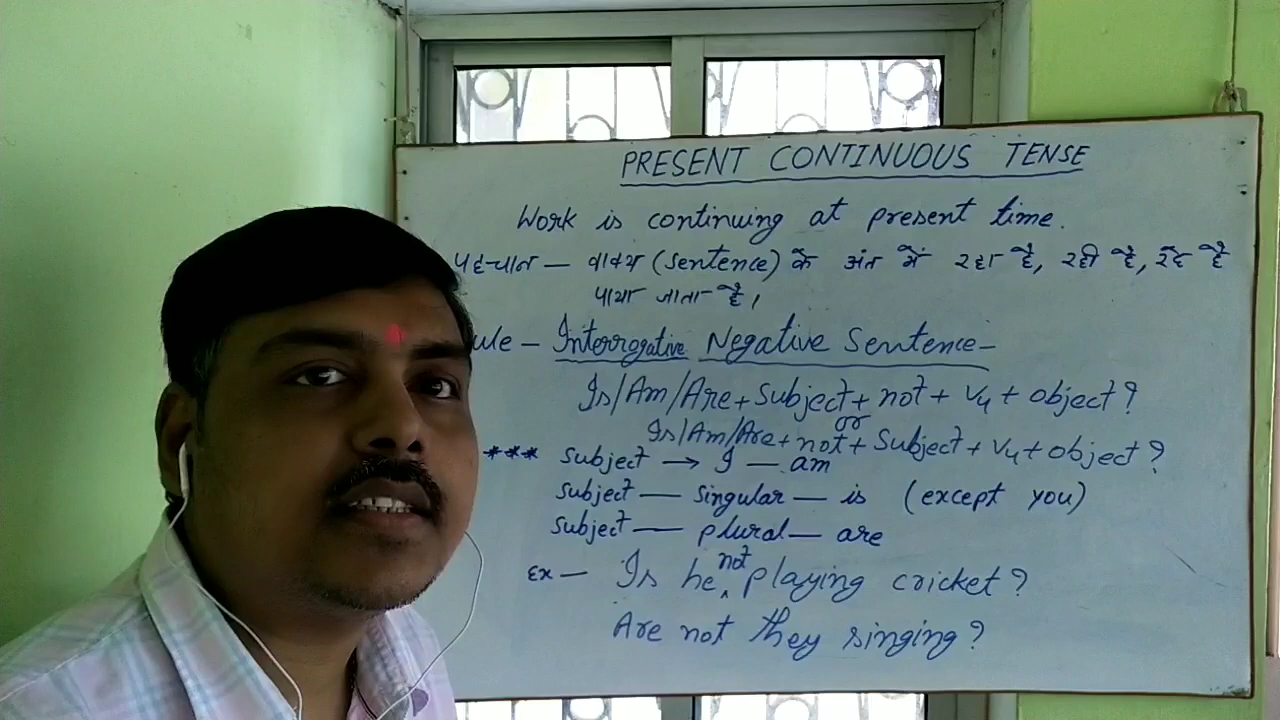 PRESENT CONTINUOUS TENSE
Work is continuing at present time.
पहचान — वाक्य (Sentence) के अंत में रहा है, रही है, रहे है
पाया जाता है,
ule – Interrogative Negative Sentence–
Is/Am/Are + Subject + not + V4 + object?
or
Is/Am/Are + not + Subject + V4 + object?
*** Subject → I — am
Subject — Singular — is (except you)
Subject — plural — are
Ex — Is he not playing cricket?
Are not they singing?